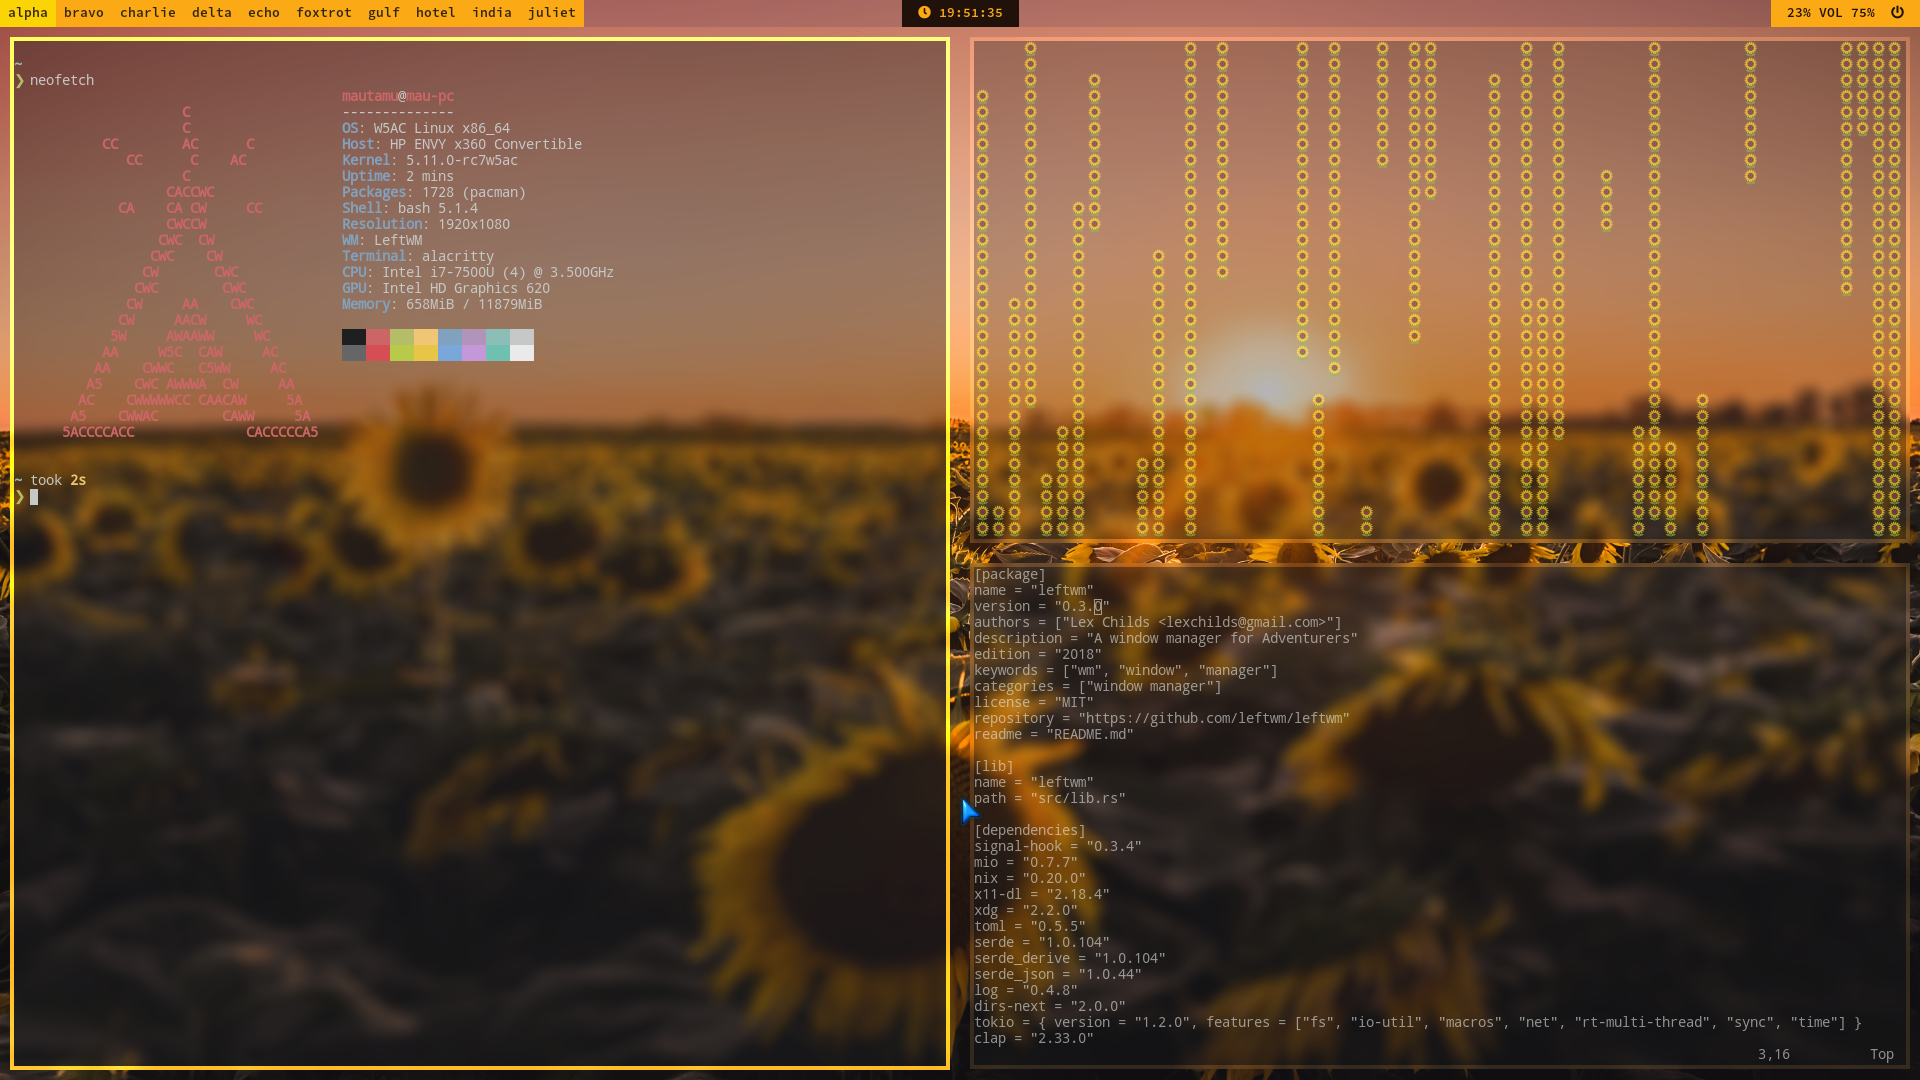 alpha bravo charlie delta echo foxtrot gulf hotel india juliet
19:51:35
23% VOL 75%
~
❯ neofetch
C
C
CC AC C
CC C AC
C
CACCWC
CA CA CW CC
CWCCW
CWC CW
CWC CW
CW CWC
CWC CWC
CW AA CWC
CW AACW WC
5W AWAAWW WC
AA W5C CAW AC
AA CWWC C5WW AC
A5 CWC AWWWA CW AA
AC CWWWWCC CAACAW 5A
A5 CWWAC CAWW 5A
5ACCCCACC CACCCCCA5
mautamu@mau-pc
--------------
OS: W5AC Linux x86_64
Host: HP ENVY x360 Convertible
Kernel: 5.11.0-rc7w5ac
Uptime: 2 mins
Packages: 1728 (pacman)
Shell: bash 5.1.4
Resolution: 1920x1080
WM: LeftWM
Terminal: alacritty
CPU: Intel i7-7500U (4) @ 3.500GHz
GPU: Intel HD Graphics 620
Memory: 658MiB / 11879MiB
~ took 2s
❯
[package]
name = "leftwm"
version = "0.3.0"
authors = ["Lex Childs <lexchilds@gmail.com>"]
description = "A window manager for Adventurers"
edition = "2018"
keywords = ["wm", "window", "manager"]
categories = ["window manager"]
license = "MIT"
repository = "https://github.com/leftwm/leftwm"
readme = "README.md"
[lib]
name = "leftwm"
path = "src/lib.rs"
[dependencies]
signal-hook = "0.3.4"
mio = "0.7.7"
nix = "0.20.0"
x11-dl = "2.18.4"
xdg = "2.2.0"
toml = "0.5.5"
serde = "1.0.104"
serde_derive = "1.0.104"
serde_json = "1.0.44"
log = "0.4.8"
dirs-next = "2.0.0"
tokio = { version = "1.2.0", features = ["fs", "io-util", "macros", "net", "rt-multi-thread", "sync", "time"] }
clap = "2.33.0"
3,16 Top